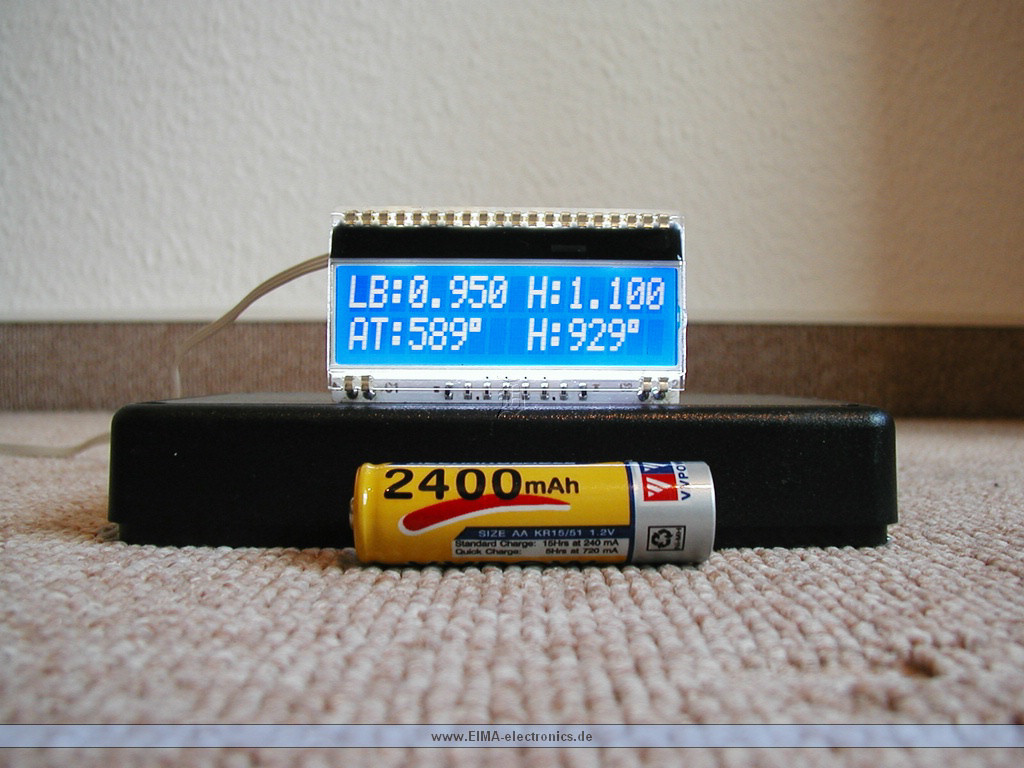 LB:0.950 H:1.100
AT:589° H:929°
2400mAh
SIZE AA KR15/51 1.2V
Standard Charge: 15Hrs at 240 mA
Quick Charge: 5Hrs at 720 mA
www.EIMA-electronics.de